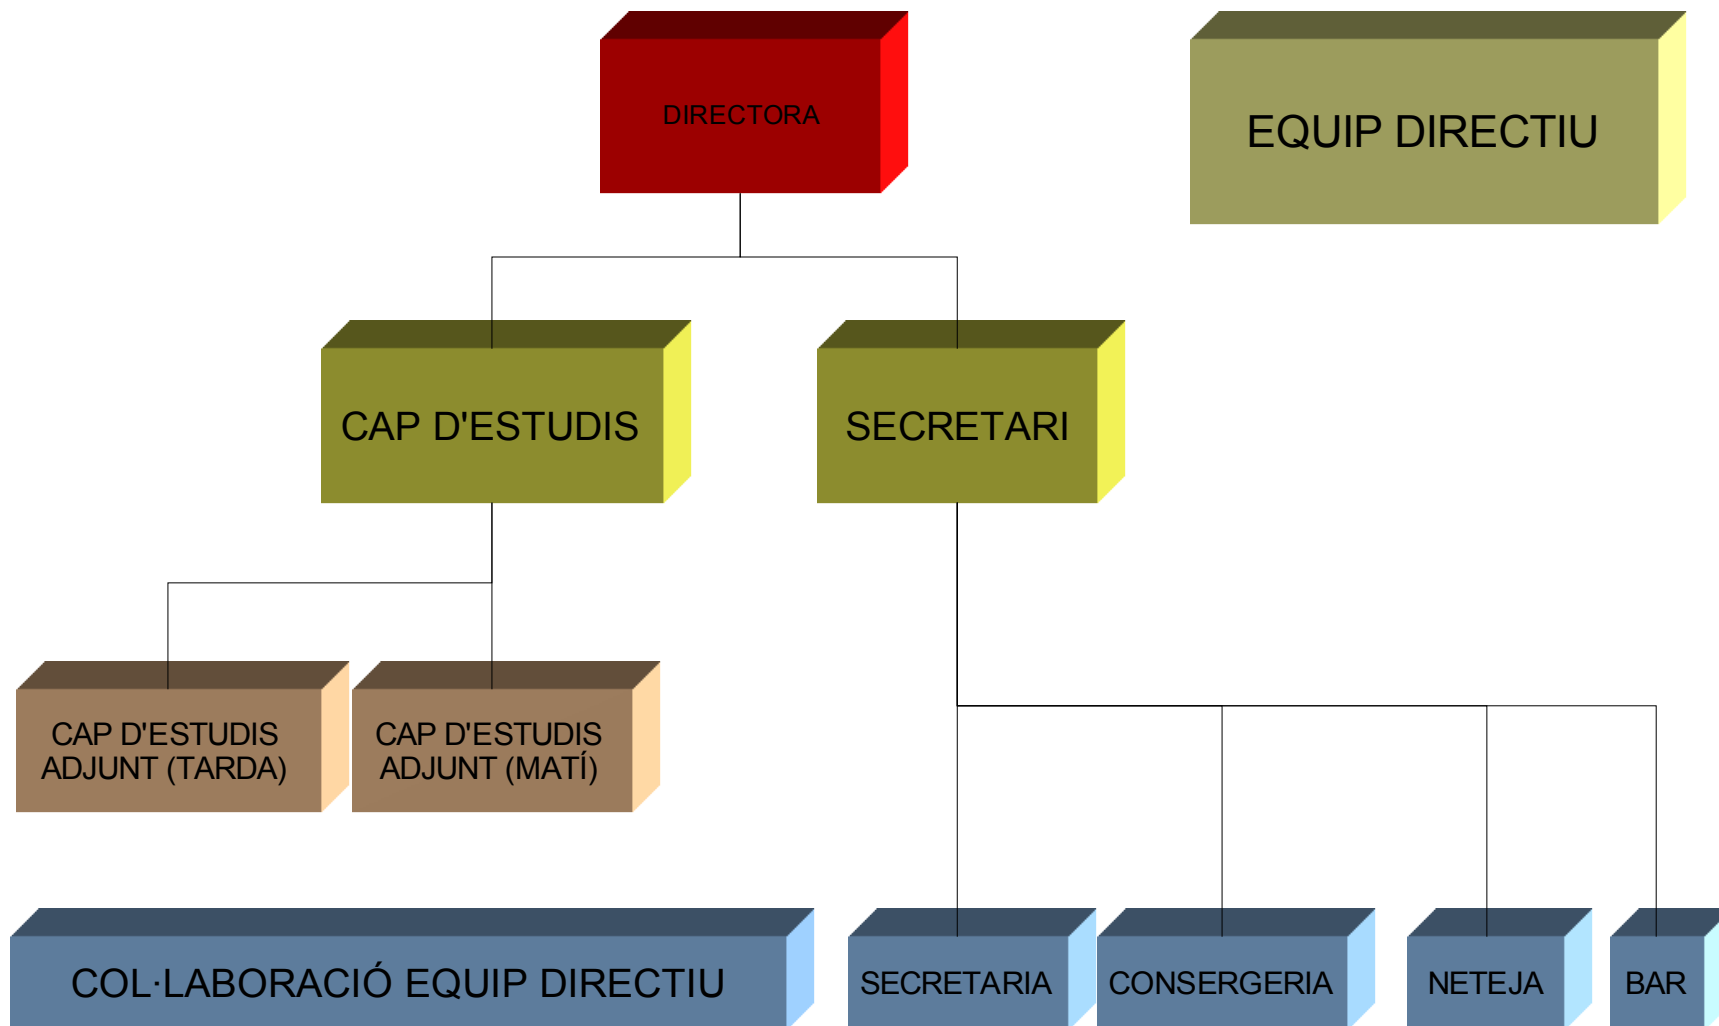 DIRECTORA
EQUIP DIRECTIU
CAP D'ESTUDIS
SECRETARI
CAP D'ESTUDIS
ADJUNT (TARDA)
CAP D'ESTUDIS
ADJUNT (MATÍ)
COL·LABORACIÓ EQUIP DIRECTIU
SECRETARIA
CONSERGERIA
NETEJA
BAR